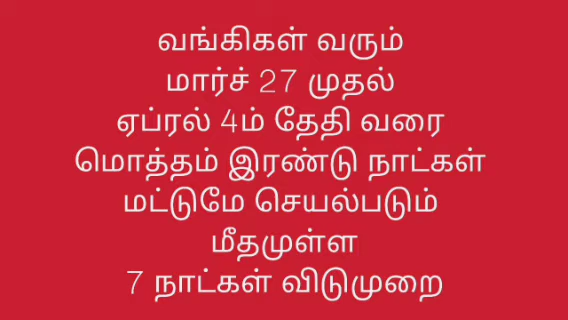 வங்கிகள் வரும்
மார்ச் 27 முதல்
ஏப்ரல் 4ம் தேதி வரை
மொத்தம் இரண்டு நாட்கள்
மட்டுமே செயல்படும்
மீதமுள்ள
7 நாட்கள் விடுமுறை